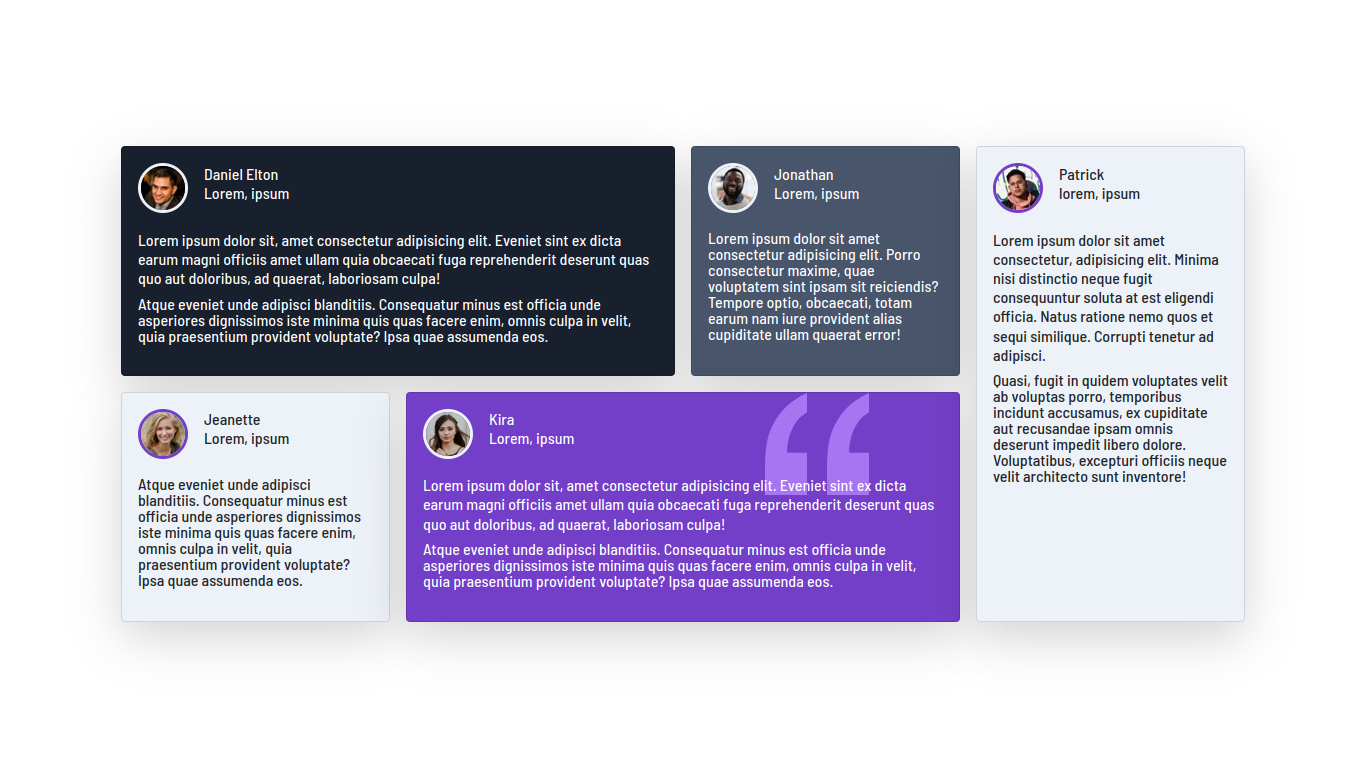 Daniel Elton
Lorem, ipsum
Lorem ipsum dolor sit, amet consectetur adipisicing elit. Eveniet sint ex dicta
earum magni officiis amet ullam quia obcaecati fuga reprehenderit deserunt quas
quo aut doloribus, ad quaerat, laboriosam culpa!
Atque eveniet unde adipisci blanditiis. Consequatur minus est officia unde
asperiores dignissimos iste minima quis quas facere enim, omnis culpa in velit,
quia praesentium provident voluptate? Ipsa quae assumenda eos.
Jonathan
Lorem, ipsum
Lorem ipsum dolor sit amet
consectetur adipisicing elit. Porro
consectetur maxime, quae
voluptatem sint ipsam sit reiciendis?
Tempore optio, obcaecati, totam
earum nam iure provident alias
cupiditate ullam quaerat error!
Patrick
lorem, ipsum
Lorem ipsum dolor sit amet
consectetur, adipisicing elit. Minima
nisi distinctio neque fugit
consequuntur soluta at est eligendi
officia. Natus ratione nemo quos et
sequi similique. Corrupti tenetur ad
adipisci.
Quasi, fugit in quidem voluptates velit
ab voluptas porro, temporibus
incidunt accusamus, ex cupiditate
aut recusandae ipsam omnis
deserunt impedit libero dolore.
Voluptatibus, excepturi officiis neque
velit architecto sunt inventore!
Jeanette
Lorem, ipsum
Atque eveniet unde adipisci
blanditiis. Consequatur minus est
officia unde asperiores dignissimos
iste minima quis quas facere enim,
omnis culpa in velit, quia
praesentium provident voluptate?
Ipsa quae assumenda eos.
Kira
Lorem, ipsum
Lorem ipsum dolor sit, amet consectetur adipisicing elit. Eveniet sint ex dicta
earum magni officiis amet ullam quia obcaecati fuga reprehenderit deserunt quas
quo aut doloribus, ad quaerat, laboriosam culpa!
Atque eveniet unde adipisci blanditiis. Consequatur minus est officia unde
asperiores dignissimos iste minima quis quas facere enim, omnis culpa in velit,
quia praesentium provident voluptate? Ipsa quae assumenda eos.